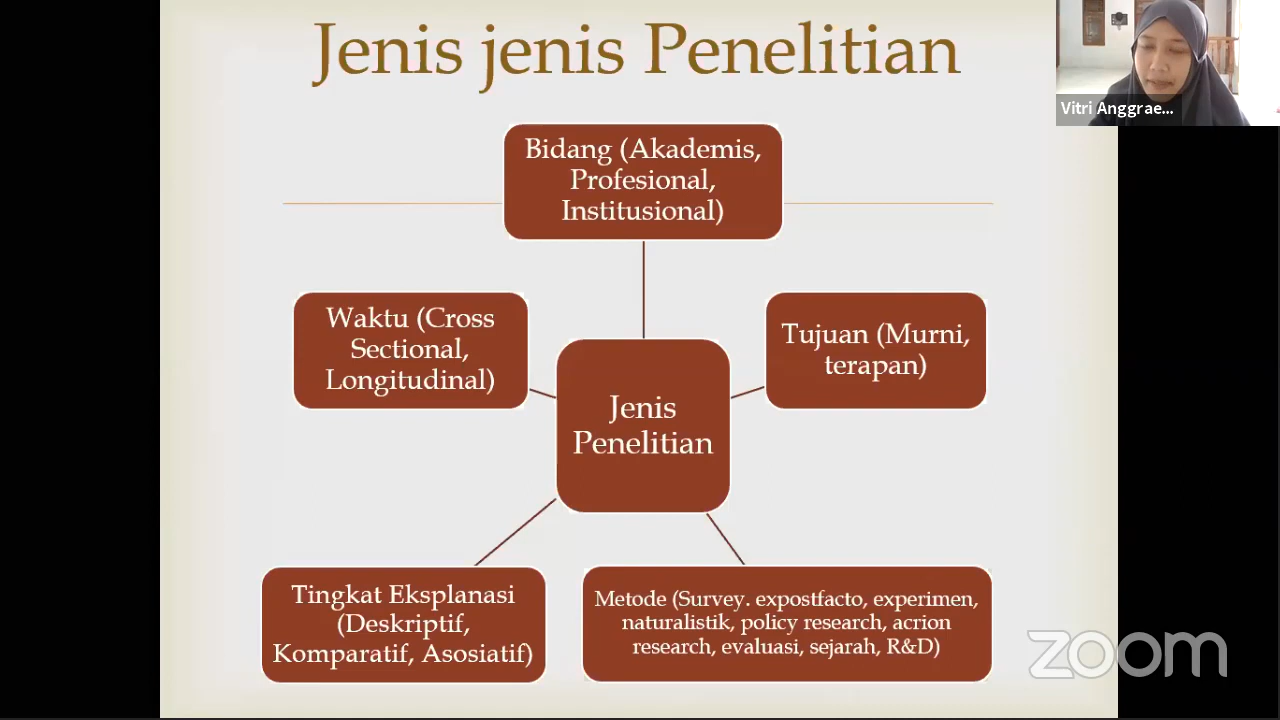 Jenis jenis Penelitian
Vitri Anggrae...
Bidang (Akademis,
Profesional,
Institusional)
Waktu (Cross
Sectional,
Longitudinal)
Tujuan (Murni,
terapan)
Jenis
Penelitian
Tingkat Eksplanasi
(Deskriptif,
Komparatif, Asosiatif)
Metode (Survey. expostfacto, experimen,
naturalistik, policy research, acrion
research, evaluasi, sejarah, R&D)
zoom